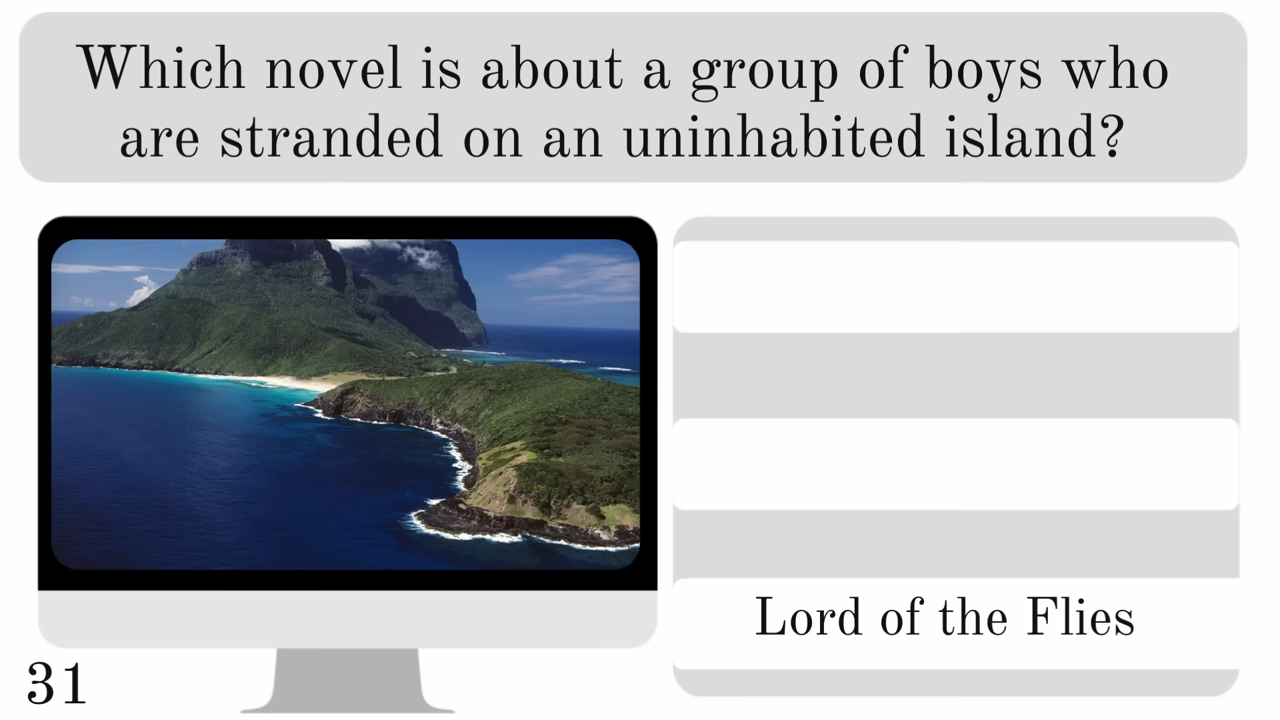 Which novel is about a group of boys who
are stranded on an uninhabited island?
Lord of the Flies
31